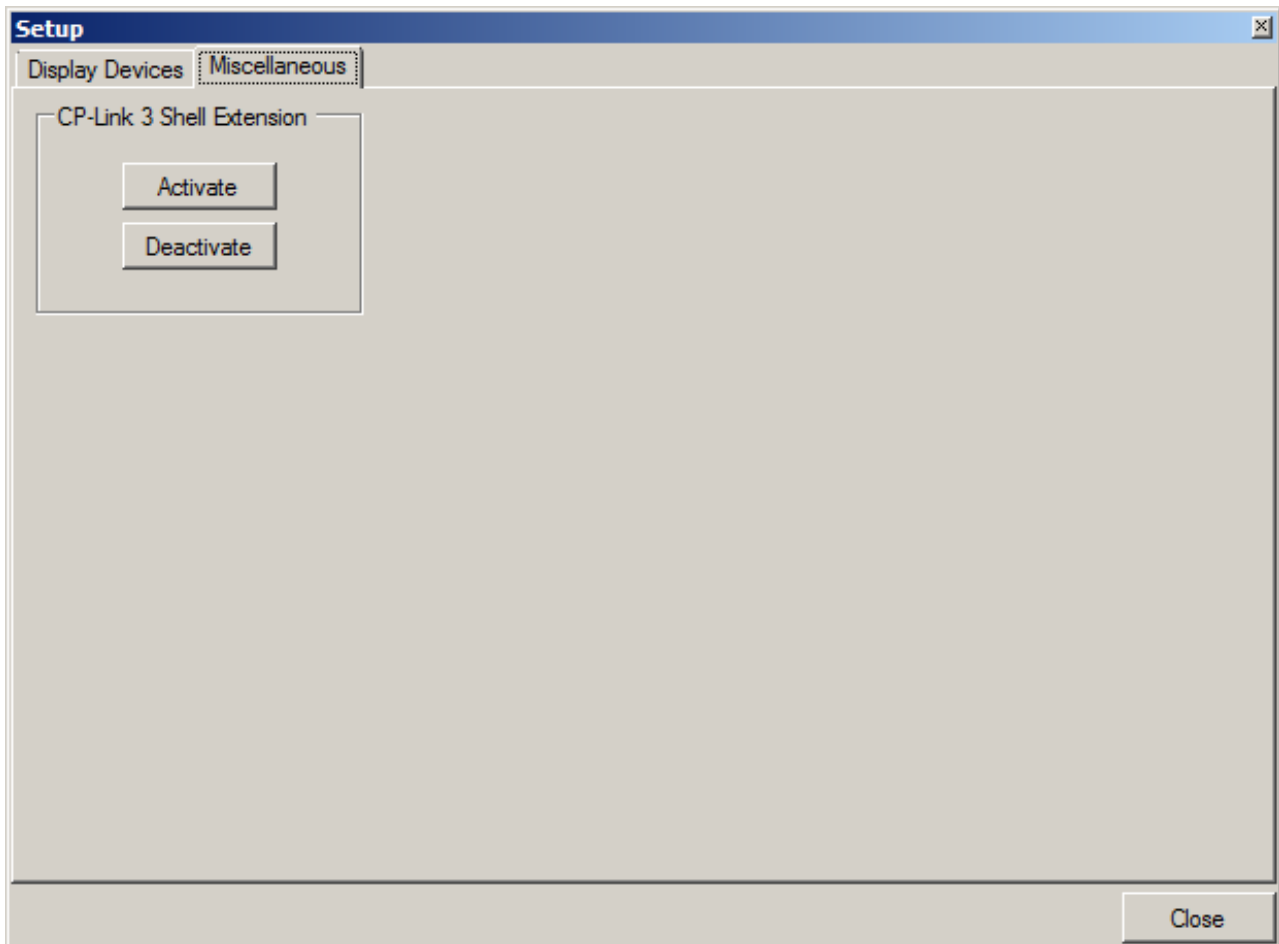 Setup
Display Devices Miscellaneous
CP-Link 3 Shell Extension
Activate
Deactivate
Close